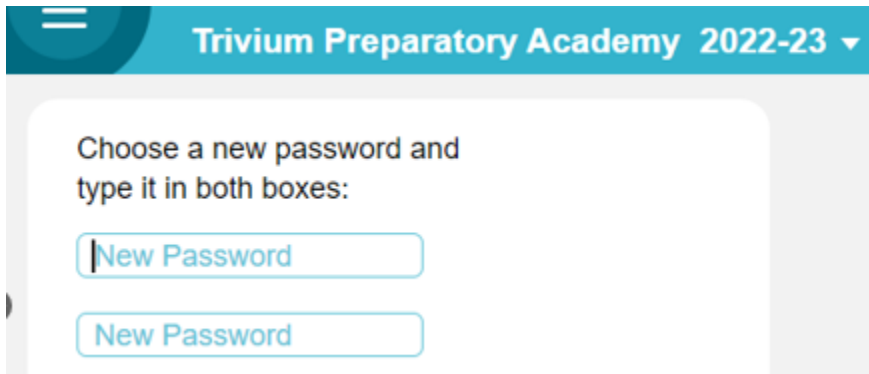 Trivium Preparatory Academy 2022-23
Choose a new password and
type it in both boxes:
New Password
New Password